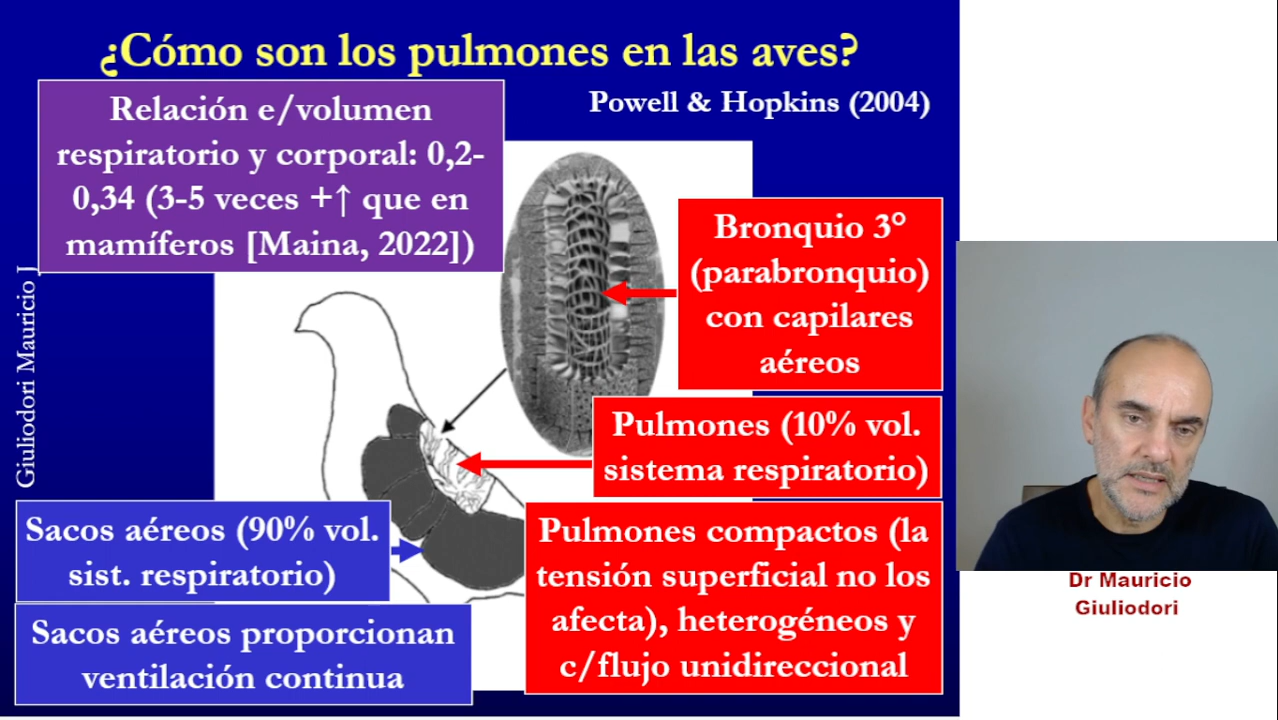 ¿Cómo son los pulmones en las aves?
Relación e/volumen
respiratorio y corporal: 0,2-
0,34 (3-5 veces +↑ que en
mamíferos [Maina, 2022])
Powell & Hopkins (2004)
Bronquio 3°
(parabronquio)
con capilares
aéreos
Pulmones (10% vol.
sistema respiratorio)
Sacos aéreos (90% vol.
sist. respiratorio)
Sacos aéreos proporcionan
ventilación continua
Pulmones compactos (la
tensión superficial no los
afecta), heterogéneos y
c/flujo unidireccional
Giuliodori Mauricio J
Dr Mauricio
Giuliodori